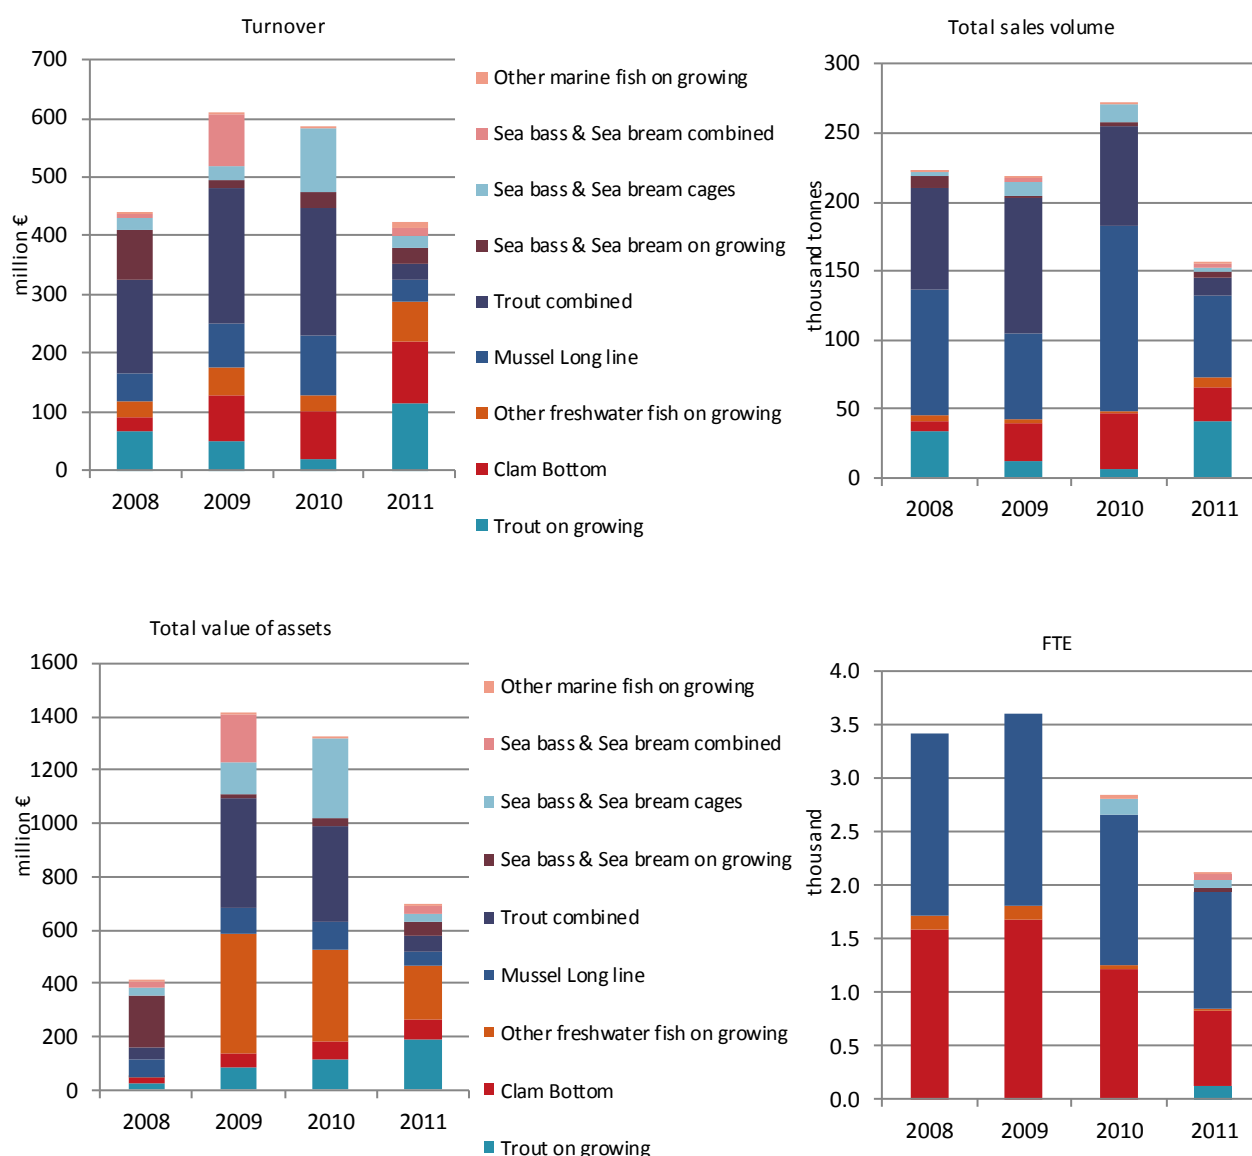 Turnover
700
600
500
400
300
200
100
0
million €
2008
2009
2010
2011
Other marine fish on growing
Sea bass & Sea bream combined
Sea bass & Sea bream cages
Sea bass & Sea bream on growing
Trout combined
Mussel Long line
Other freshwater fish on growing
Clam Bottom
Trout on growing
Total sales volume
300
250
200
150
100
50
0
thousand tonnes
2008
2009
2010
2011
Total value of assets
1600
1400
1200
1000
800
600
400
200
0
million €
2008
2009
2010
2011
Other marine fish on growing
Sea bass & Sea bream combined
Sea bass & Sea bream cages
Sea bass & Sea bream on growing
Trout combined
Mussel Long line
Other freshwater fish on growing
Clam Bottom
Trout on growing
FTE
4.0
3.5
3.0
2.5
2.0
1.5
1.0
0.5
0.0
thousand
2008
2009
2010
2011